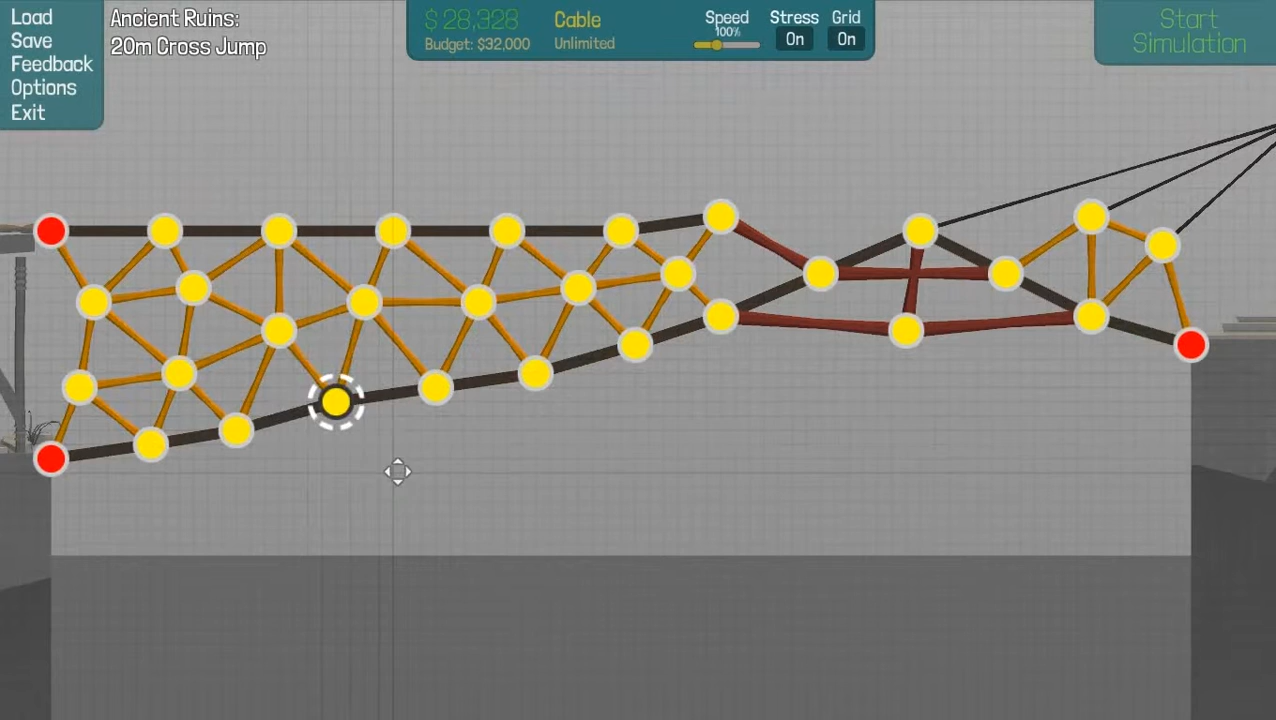 Load
Save
Feedback
Options
Exit
Ancient Ruins:
20m Cross Jump
$ 28,328
Budget: $32,000
Cable
Unlimited
Speed
100%
Stress
On
Grid
On
Start
Simulation